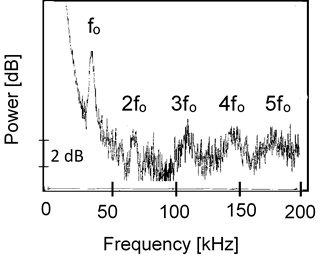 fo
2fo 3fo 4fo 5fo
Power [dB]
2 dB
0 50 100 150 200
Frequency [kHz]